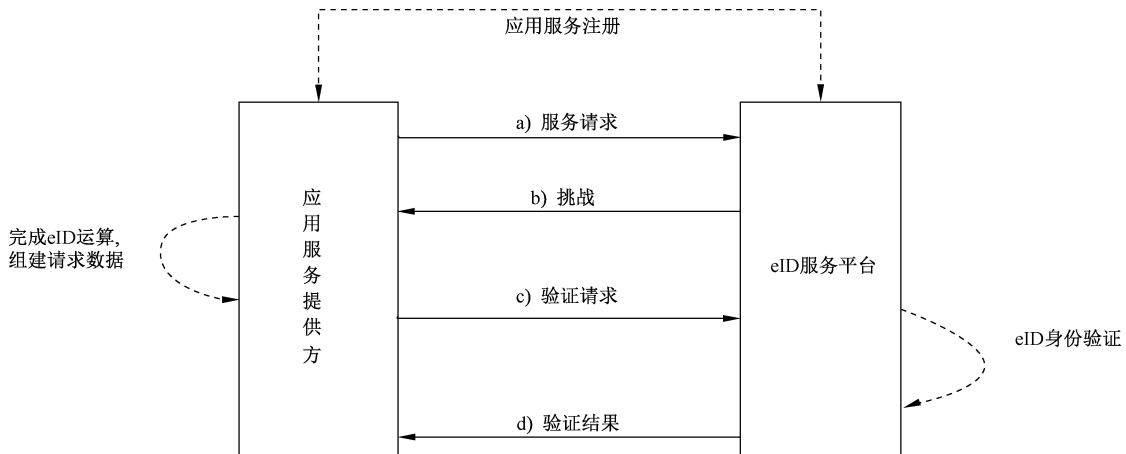 应用服务注册
a) 服务请求
b) 挑战
应用服务提供方
完成eID运算,
组建请求数据
eID服务平台
c) 验证请求
eID身份验证
d) 验证结果